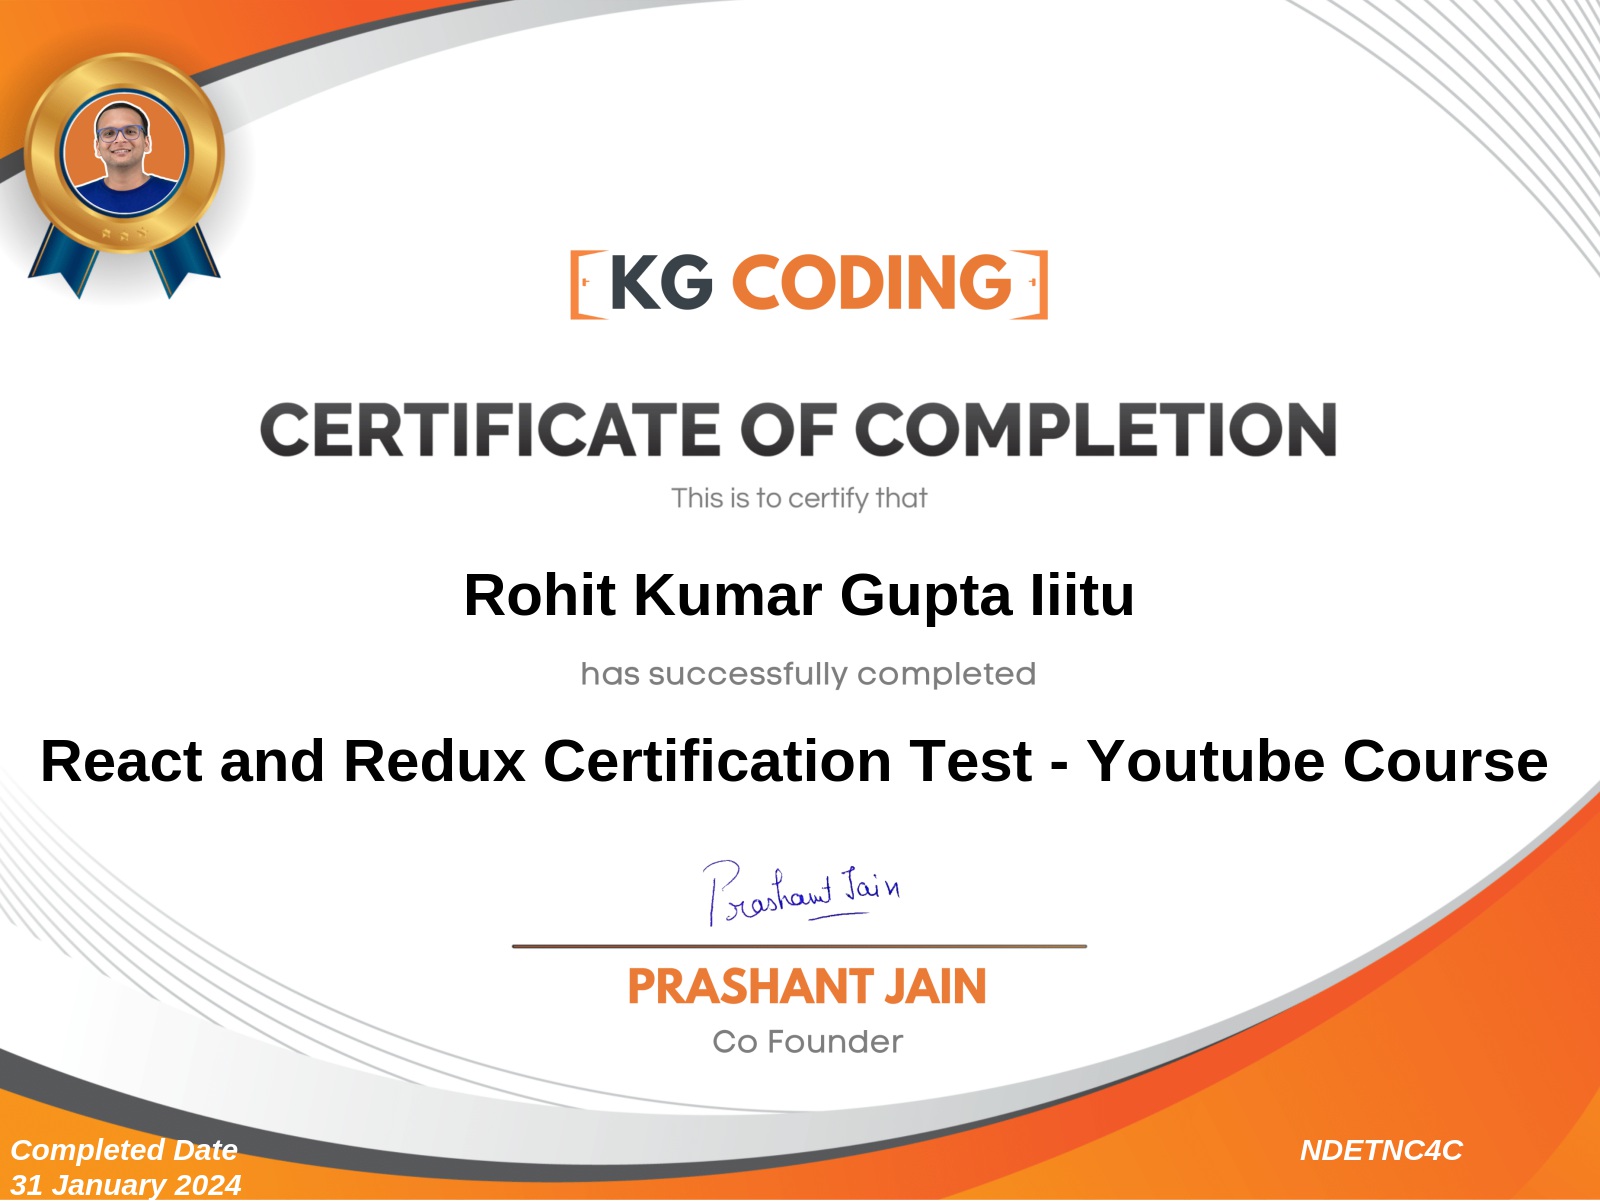 KG CODING
CERTIFICATE OF COMPLETION
This is to certify that
Rohit Kumar Gupta Iiitu
has successfully completed
React and Redux Certification Test - Youtube Course
Prashant Jain
PRASHANT JAIN
Co Founder
Completed Date
31 January 2024
NDETNC4C